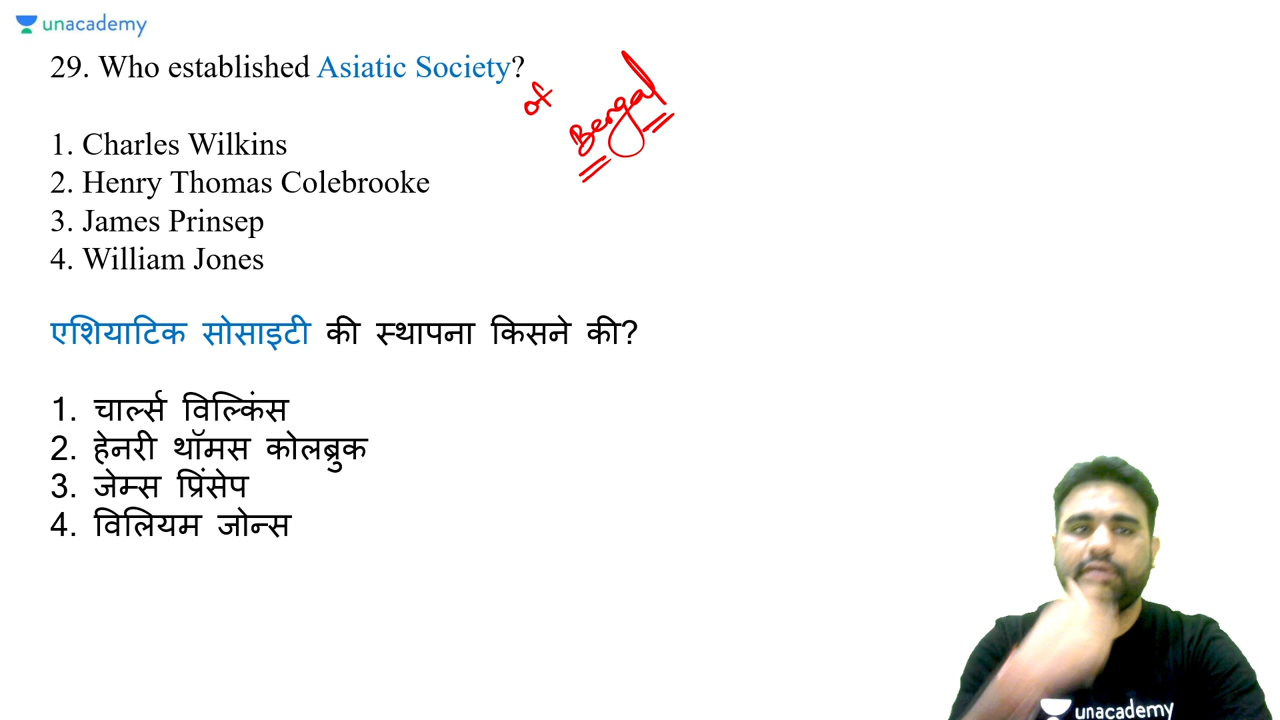 unacademy
29. Who established Asiatic Society?
of
Bengal
1. Charles Wilkins
2. Henry Thomas Colebrooke
3. James Prinsep
4. William Jones
एशियाटिक सोसाइटी की स्थापना किसने की?
1. चार्ल्स विल्किंस
2. हेनरी थॉमस कोलब्रुक
3. जेम्स प्रिंसेप
4. विलियम जोन्स
unacademy